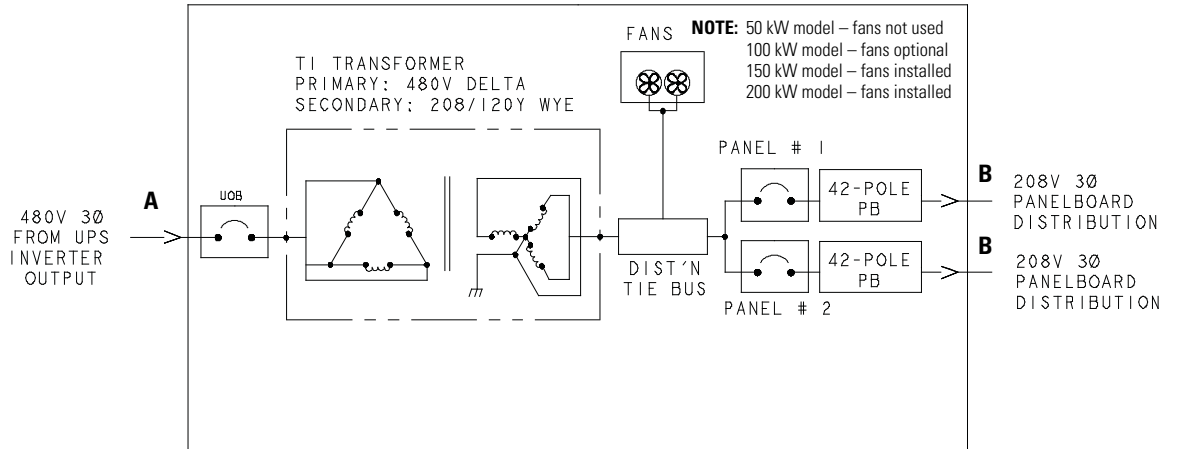 FANS
NOTE: 50 kW model – fans not used
100 kW model – fans optional
150 kW model – fans installed
200 kW model – fans installed
T1 TRANSFORMER
PRIMARY: 480V DELTA
SECONDARY: 208/120Y WYE
PANEL # 1
A
UOB
42-POLE
PB
B
208V 3Ø
PANELBOARD
DISTRIBUTION
480V 3Ø
FROM UPS
INVERTER
OUTPUT
DIST'N
TIE BUS
42-POLE
PB
B
208V 3Ø
PANELBOARD
DISTRIBUTION
PANEL # 2